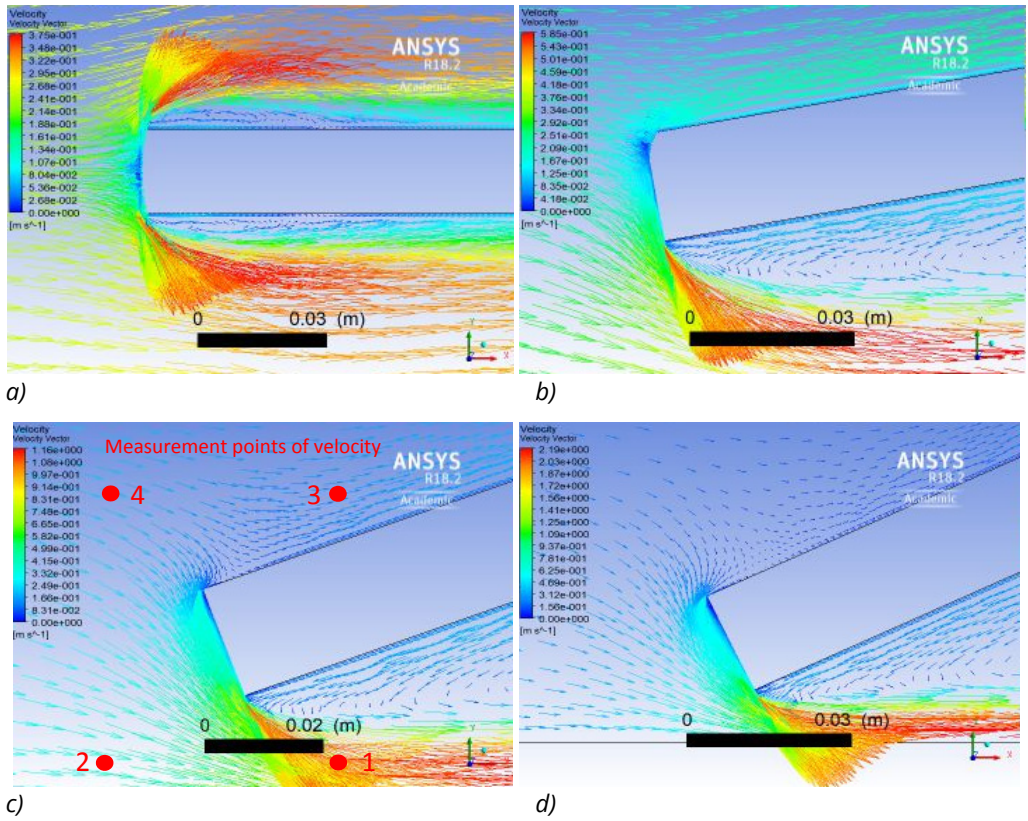 Velocity
Velocity Vector
3.75e-001
3.48e-001
3.22e-001
2.95e-001
2.68e-001
2.41e-001
2.14e-001
1.88e-001
1.61e-001
1.34e-001
1.07e-001
8.04e-002
5.36e-002
2.68e-002
0.00e+000
[m s^-1]
ANSYS
R18.2
Academic
0 0.03 (m)
Y
X
Z
a)
Velocity
Velocity Vector
5.85e-001
5.43e-001
5.01e-001
4.59e-001
4.18e-001
3.76e-001
3.34e-001
2.92e-001
2.51e-001
2.09e-001
1.67e-001
1.25e-001
8.35e-002
4.18e-002
0.00e+000
[m s^-1]
ANSYS
R18.2
Academic
0 0.03 (m)
Y
X
Z
b)
Velocity
Velocity Vector
1.16e+000
1.08e+000
9.97e-001
9.14e-001
8.31e-001
7.48e-001
6.65e-001
5.82e-001
4.99e-001
4.15e-001
3.32e-001
2.49e-001
1.66e-001
8.31e-002
0.00e+000
[m s^-1]
Measurement points of velocity
ANSYS
R18.2
Academic
4 3
0 0.02 (m)
2 1
Y
X
Z
c)
Velocity
Velocity Vector
2.19e+000
2.03e+000
1.87e+000
1.72e+000
1.56e+000
1.41e+000
1.25e+000
1.09e+000
9.37e-001
7.81e-001
6.25e-001
4.69e-001
3.12e-001
1.56e-001
0.00e+000
[m s^-1]
ANSYS
R18.2
Academic
0 0.03 (m)
Y
X
Z
d)